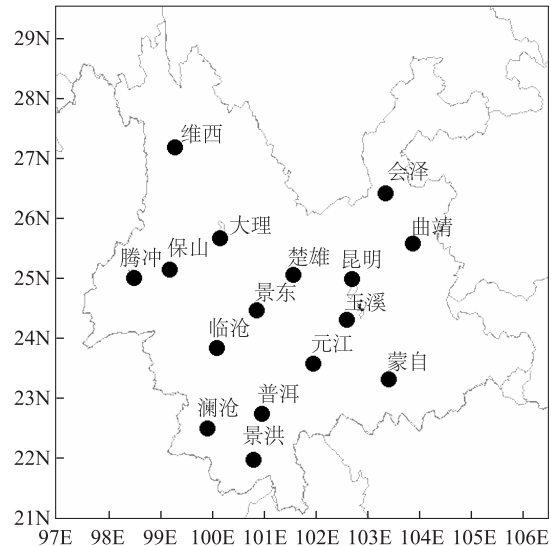 29N
28N
27N
26N
25N
24N
23N
22N
21N
维西
会泽
大理
曲靖
保山
腾冲
楚雄
昆明
景东
玉溪
临沧
元江
蒙自
普洱
澜沧
景洪
97E 98E 99E 100E 101E 102E 103E 104E 105E 106E